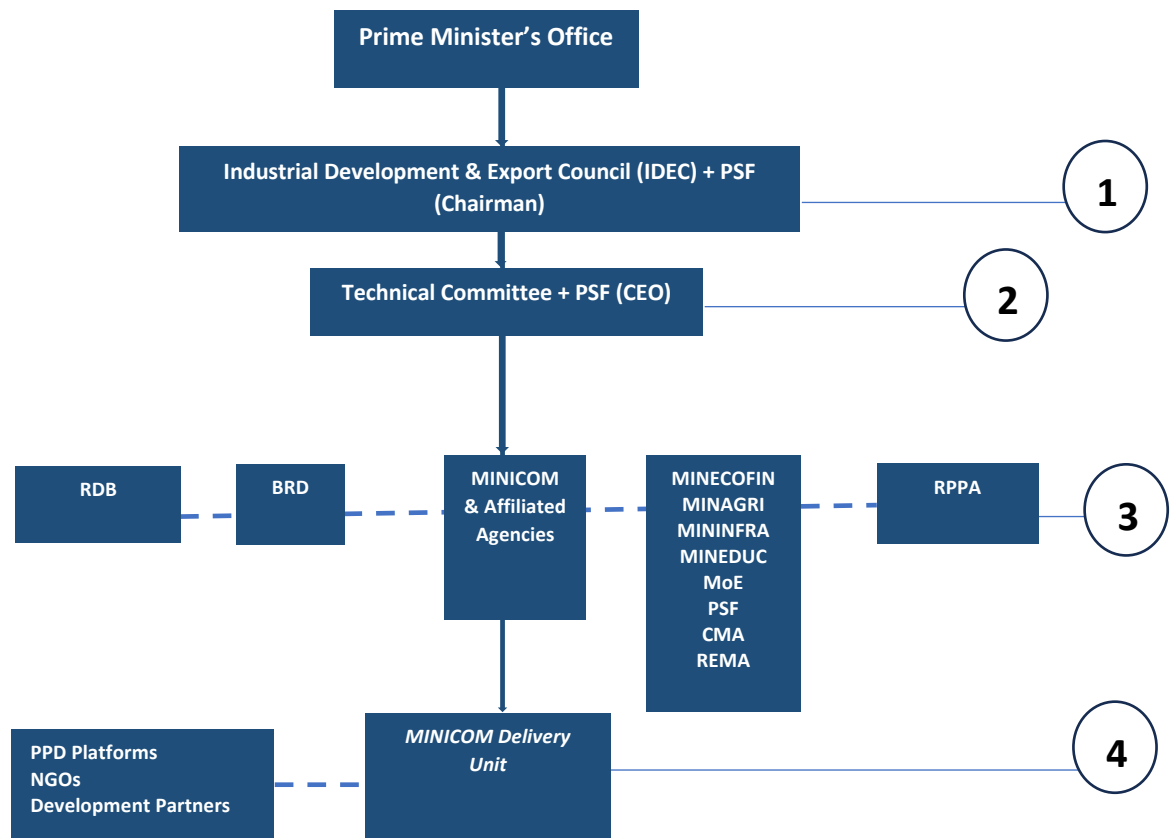 Prime Minister’s Office
Industrial Development & Export Council (IDEC) + PSF
(Chairman)
1
Technical Committee + PSF (CEO)
2
RDB
BRD
MINICOM
& Affiliated
Agencies
MINECOFIN
MINAGRI
MININFRA
MINEDUC
MoE
PSF
CMA
REMA
RPPA
3
PPD Platforms
NGOs
Development Partners
MINICOM Delivery
Unit
4